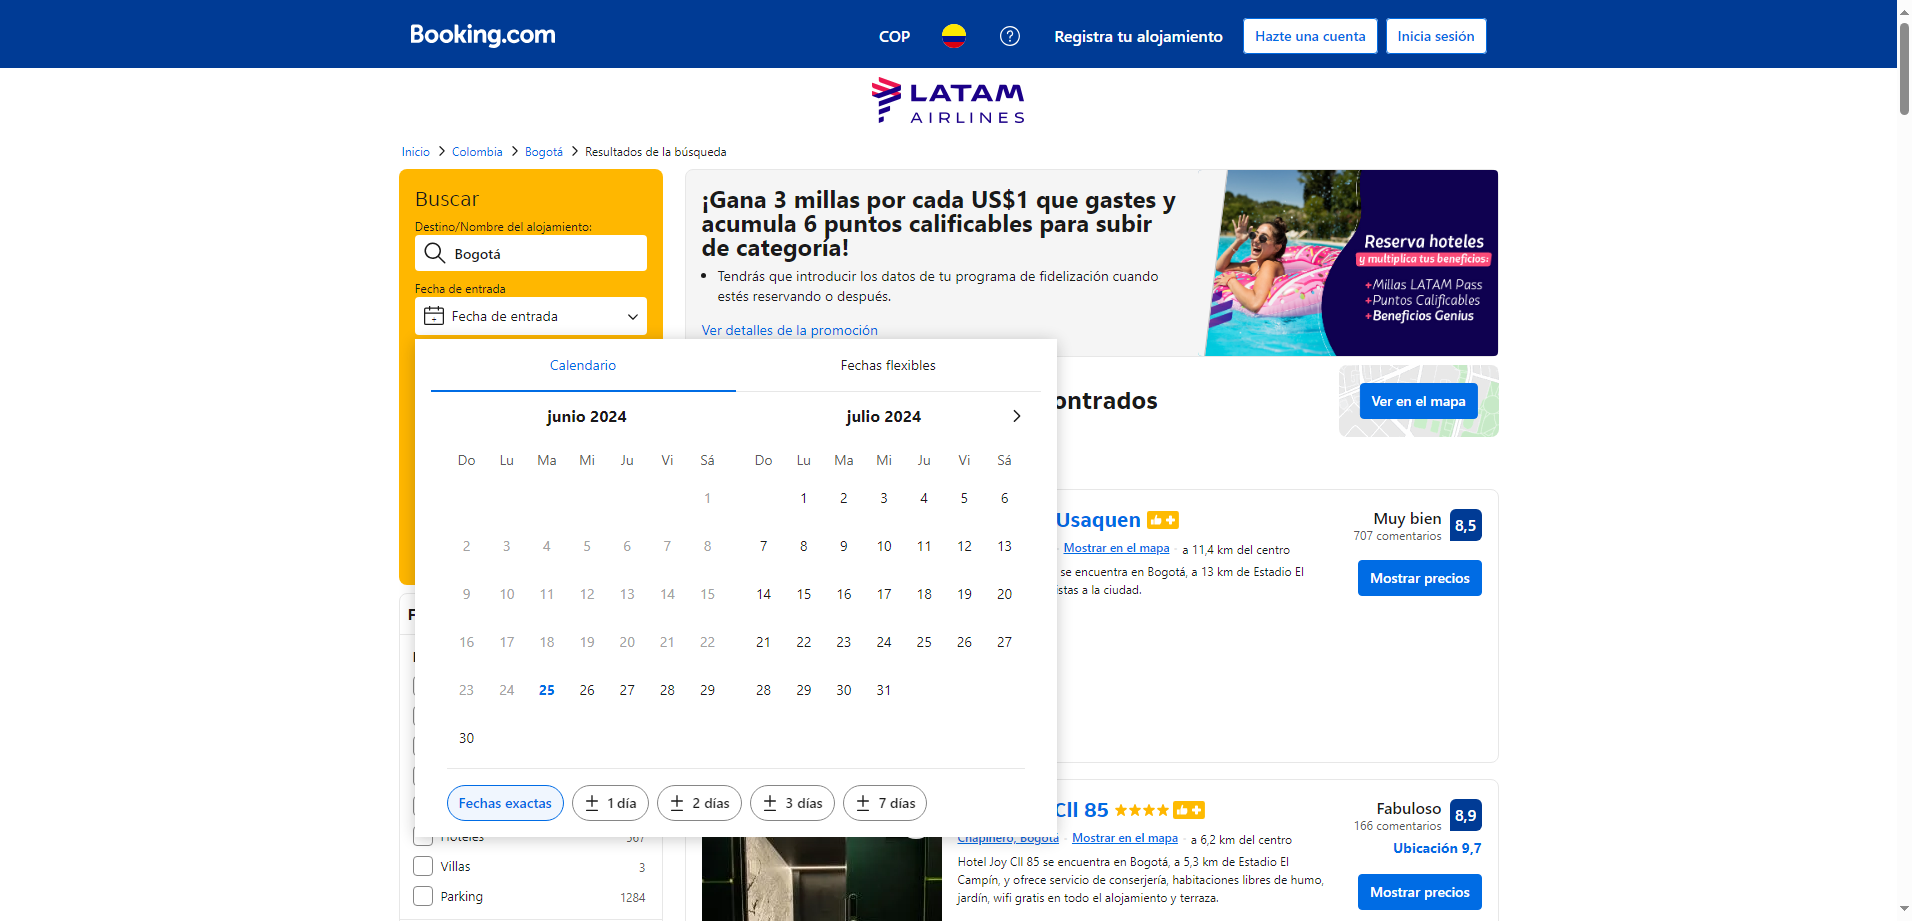 Booking.com
COP
Registra tu alojamiento
Hazte una cuenta
Inicia sesión
LATAM
AIRLINES
Inicio > Colombia > Bogotá > Resultados de la búsqueda
Buscar
Destino/Nombre del alojamiento:
Bogotá
Fecha de entrada
Fecha de entrada
¡Gana 3 millas por cada US$1 que gastes y
acumula 6 puntos calificables para subir
de categoría!
• Tendrás que introducir los datos de tu programa de fidelización cuando
estés reservando o después.
Ver detalles de la promoción
Reserva hoteles
y multiplica tus beneficios:
+Millas LATAM Pass
+Puntos Calificables
+Beneficios Genius
Calendario
Fechas flexibles
junio 2024
Do Lu Ma Mi Ju Vi Sá
1
2 3 4 5 6 7 8
9 10 11 12 13 14 15
16 17 18 19 20 21 22
23 24 25 26 27 28 29
30
julio 2024
Do Lu Ma Mi Ju Vi Sá
1 2 3 4 5 6
7 8 9 10 11 12 13
14 15 16 17 18 19 20
21 22 23 24 25 26 27
28 29 30 31
Fechas exactas
± 1 día
± 2 días
± 3 días
± 7 días
ontrados
Ver en el mapa
Usaquen
Mostrar en el mapa · a 11,4 km del centro
se encuentra en Bogotá, a 13 km de Estadio El
istas a la ciudad.
Muy bien
707 comentarios
8,5
Mostrar precios
Cll 85
Chapinero, Bogotá · Mostrar en el mapa · a 6,2 km del centro
Hotel Joy Cll 85 se encuentra en Bogotá, a 5,3 km de Estadio El
Campín, y ofrece servicio de conserjería, habitaciones libres de humo,
jardín, wifi gratis en todo el alojamiento y terraza.
Fabuloso
166 comentarios
8,9
Ubicación 9,7
Mostrar precios
F
Hoteles 567
Villas 3
Parking 1284